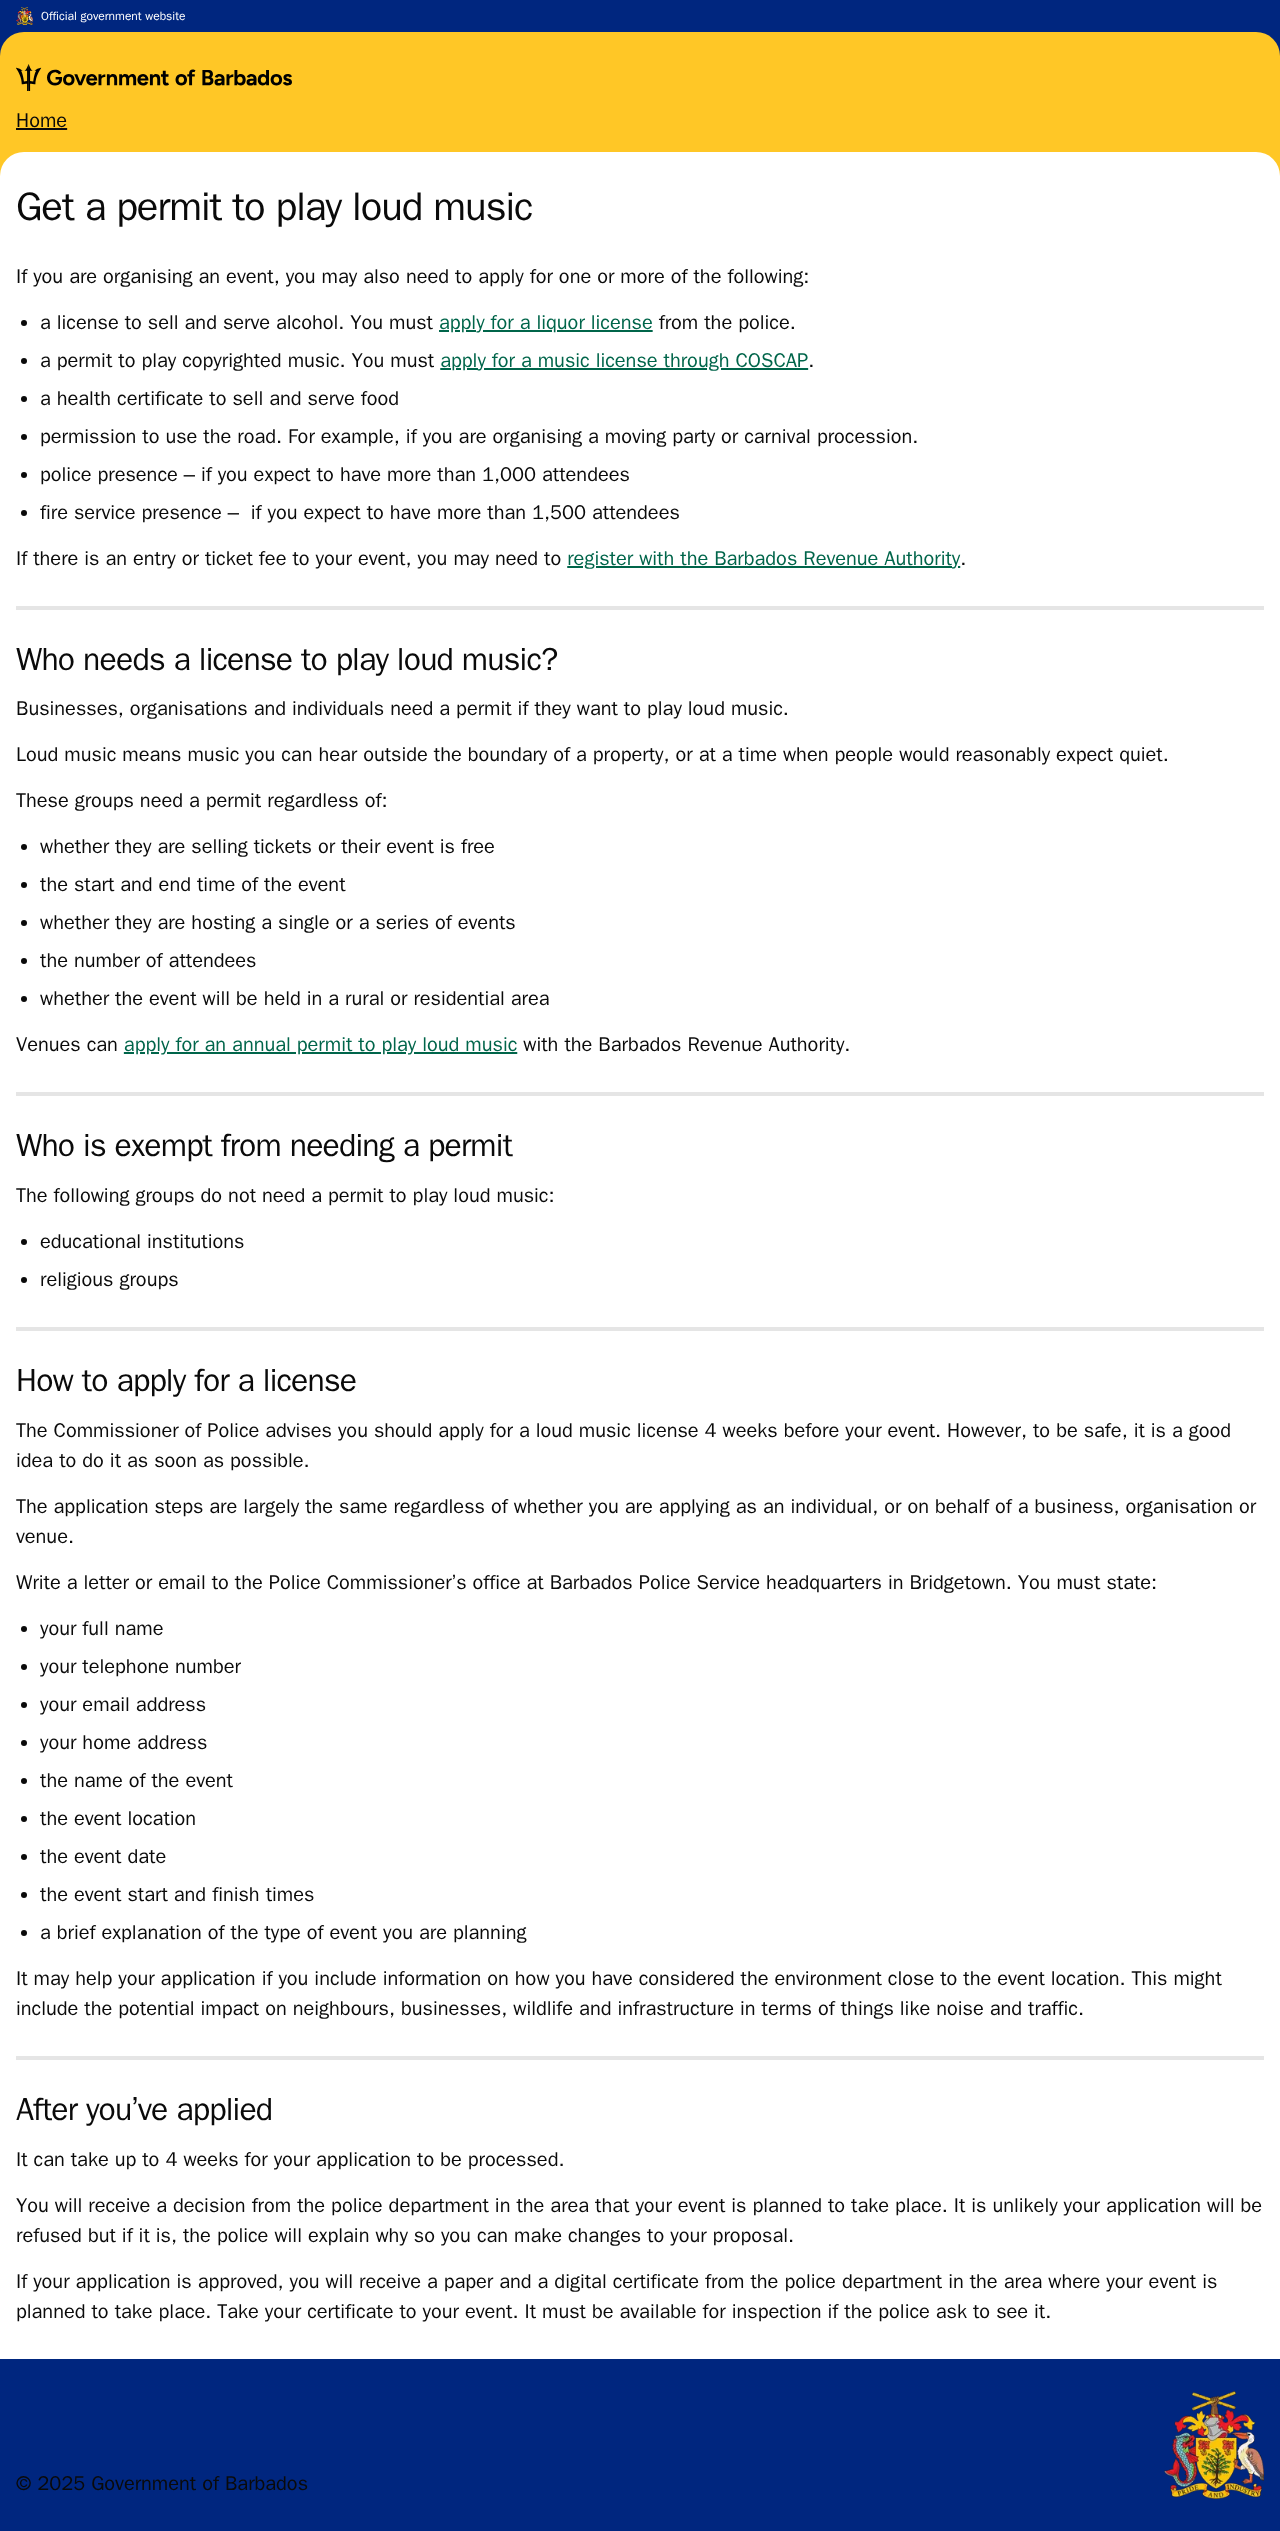 Official government website
Government of Barbados
Home
Get a permit to play loud music
If you are organising an event, you may also need to apply for one or more of the following:
• a license to sell and serve alcohol. You must apply for a liquor license from the police.
• a permit to play copyrighted music. You must apply for a music license through COSCAP.
• a health certificate to sell and serve food
• permission to use the road. For example, if you are organising a moving party or carnival procession.
• police presence – if you expect to have more than 1,000 attendees
• fire service presence –  if you expect to have more than 1,500 attendees
If there is an entry or ticket fee to your event, you may need to register with the Barbados Revenue Authority.
Who needs a license to play loud music?
Businesses, organisations and individuals need a permit if they want to play loud music.
Loud music means music you can hear outside the boundary of a property, or at a time when people would reasonably expect quiet.
These groups need a permit regardless of:
• whether they are selling tickets or their event is free
• the start and end time of the event
• whether they are hosting a single or a series of events
• the number of attendees
• whether the event will be held in a rural or residential area
Venues can apply for an annual permit to play loud music with the Barbados Revenue Authority.
Who is exempt from needing a permit
The following groups do not need a permit to play loud music:
• educational institutions
• religious groups
How to apply for a license
The Commissioner of Police advises you should apply for a loud music license 4 weeks before your event. However, to be safe, it is a good
idea to do it as soon as possible.
The application steps are largely the same regardless of whether you are applying as an individual, or on behalf of a business, organisation or
venue.
Write a letter or email to the Police Commissioner’s office at Barbados Police Service headquarters in Bridgetown. You must state:
• your full name
• your telephone number
• your email address
• your home address
• the name of the event
• the event location
• the event date
• the event start and finish times
• a brief explanation of the type of event you are planning
It may help your application if you include information on how you have considered the environment close to the event location. This might
include the potential impact on neighbours, businesses, wildlife and infrastructure in terms of things like noise and traffic.
After you’ve applied
It can take up to 4 weeks for your application to be processed.
You will receive a decision from the police department in the area that your event is planned to take place. It is unlikely your application will be
refused but if it is, the police will explain why so you can make changes to your proposal.
If your application is approved, you will receive a paper and a digital certificate from the police department in the area where your event is
planned to take place. Take your certificate to your event. It must be available for inspection if the police ask to see it.
© 2025 Government of Barbados
PRIDE AND INDUSTRY